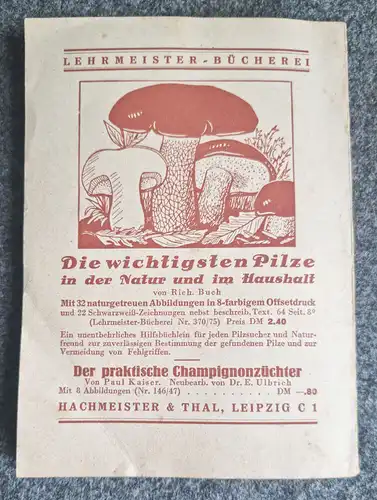 LEHRMEISTER-BÜCHEREI
Die wichtigsten Pilze
in der Natur und im Haushalt
von Rich. Buch
Mit 32 naturgetreuen Abbildungen in 8-farbigem Offsetdruck
und 22 Schwarzweiß-Zeichnungen nebst beschreib. Text. 64 Seit. 8º
(Lehrmeister-Bücherei Nr. 370/75) Preis DM 2.40
Ein unentbehrliches Hilfsbüchlein für jeden Pilzsucher und Natur-
freund zur zuverlässigen Bestimmung der gefundenen Pilze und zur
Vermeidung von Fehlgriffen.
Der praktische Champignonzüchter
Von Paul Kaiser. Neubearb. von Dr. E. Ulbrich
Mit 8 Abbildungen (Nr. 146/47) . . . . . . . . . . DM —.80
HACHMEISTER & THAL, LEIPZIG C 1